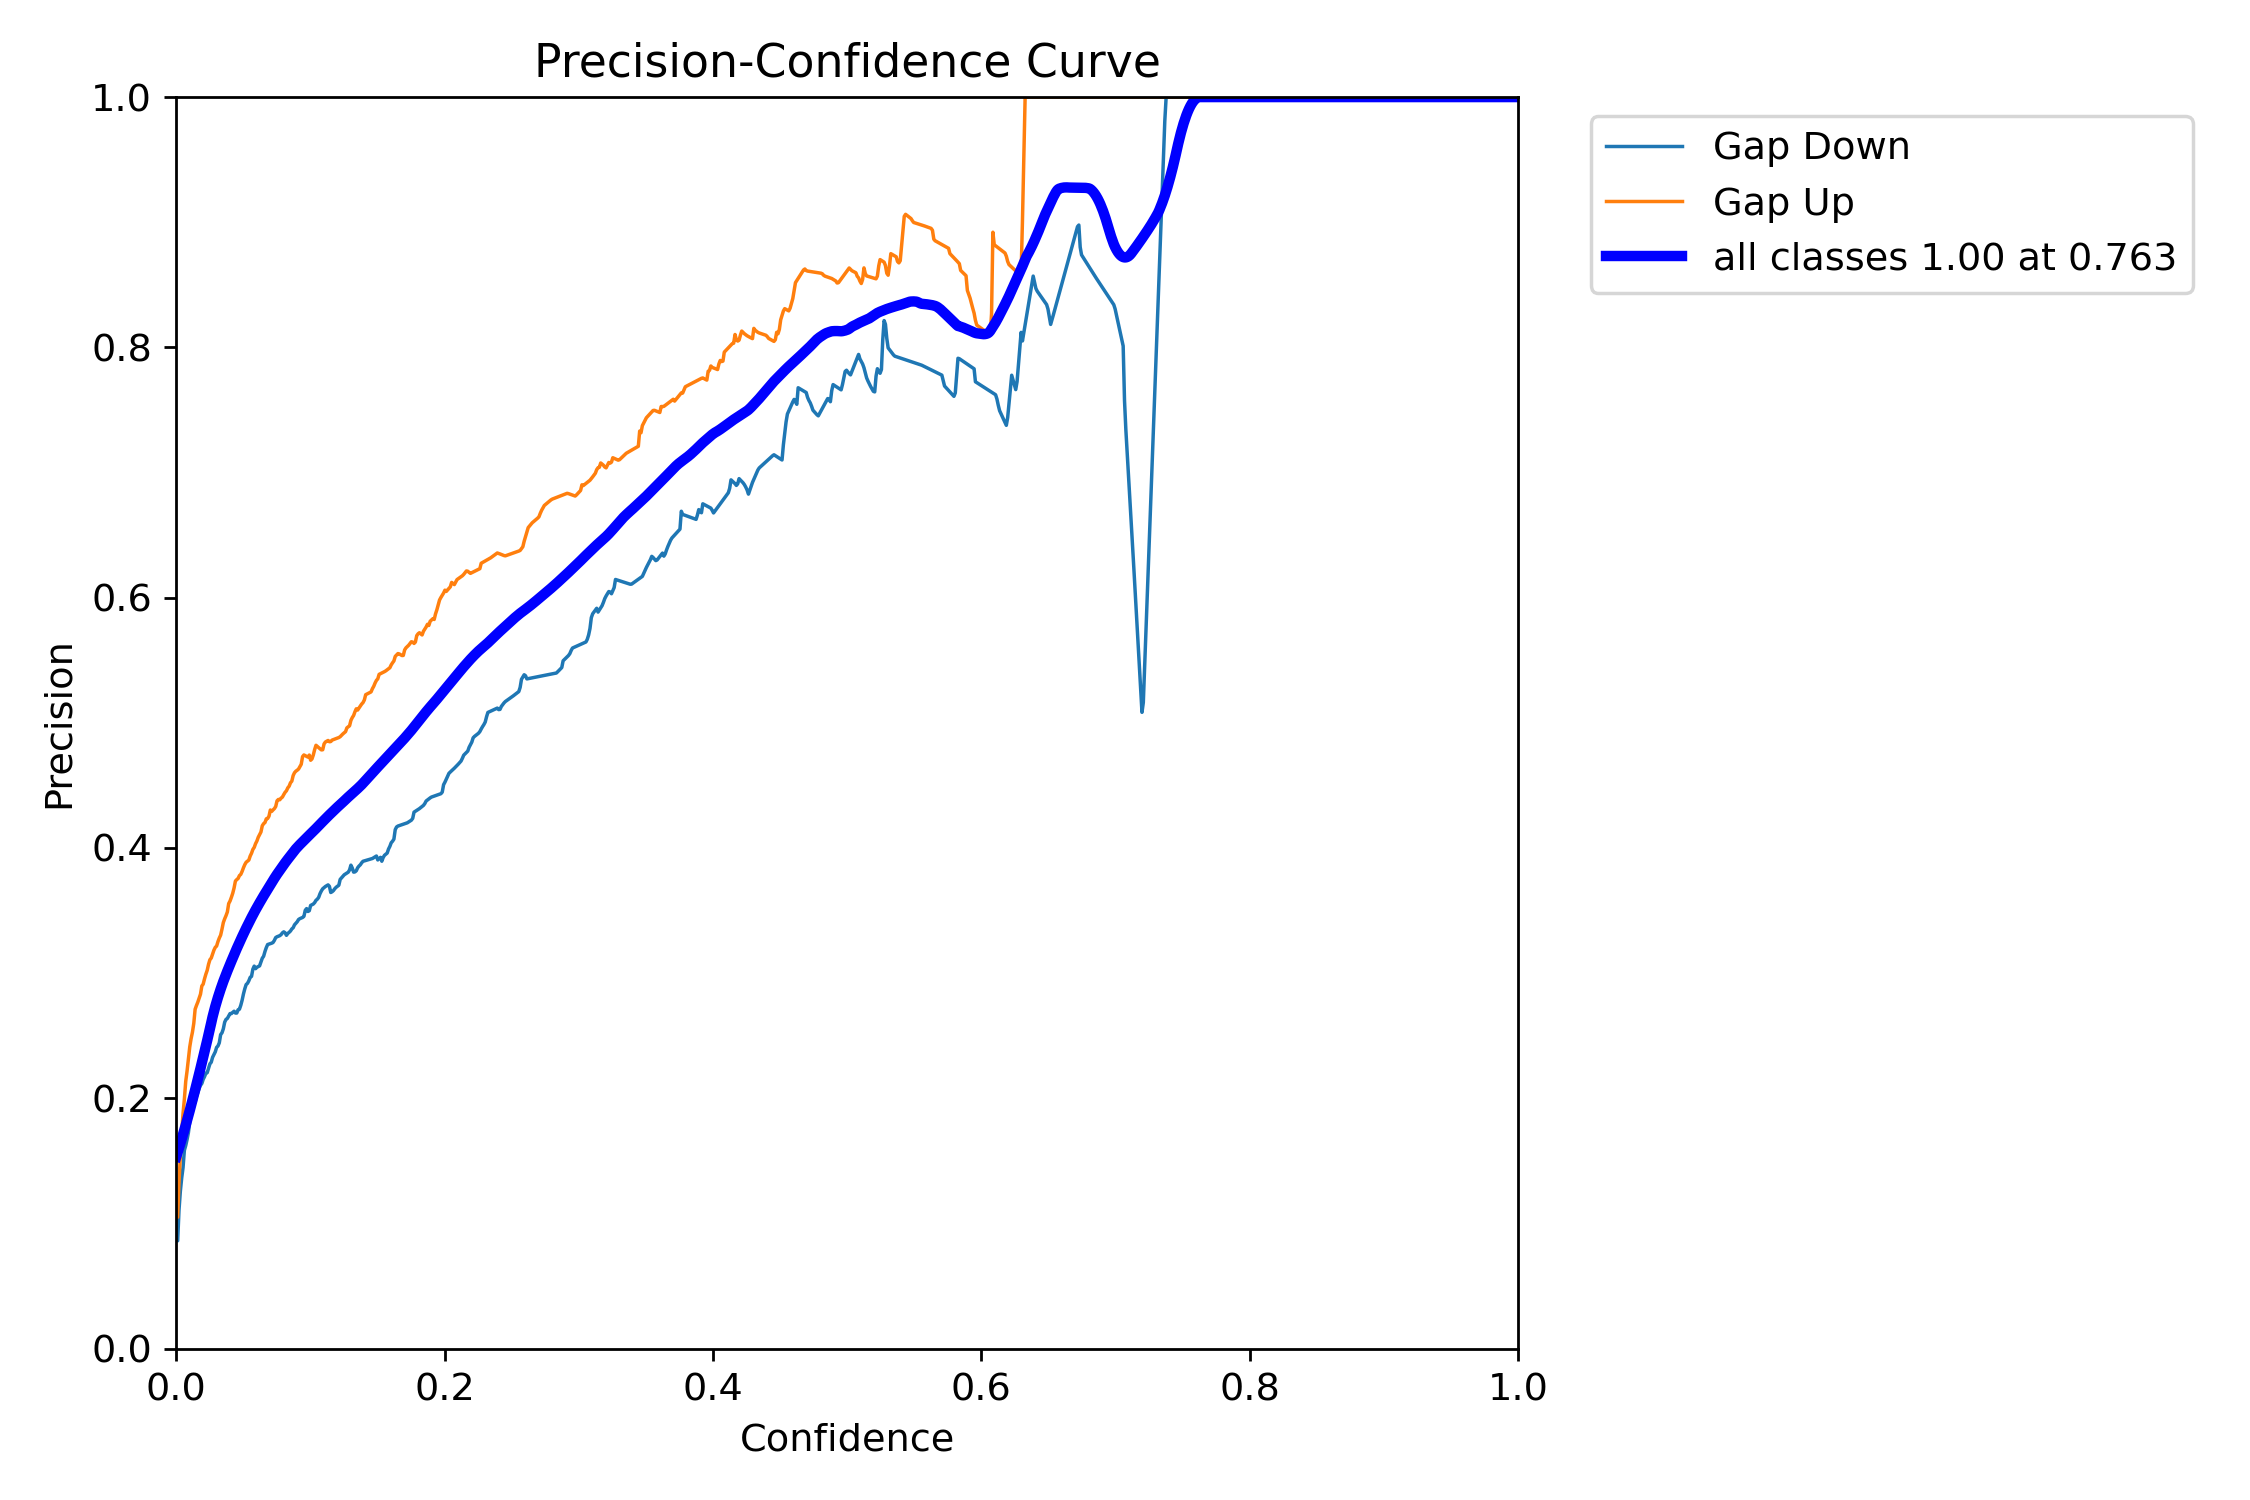 Precision-Confidence Curve
1.0
0.8
0.6
0.4
0.2
0.0
Precision
0.0 0.2 0.4 0.6 0.8 1.0
Confidence
Gap Down
Gap Up
all classes 1.00 at 0.763